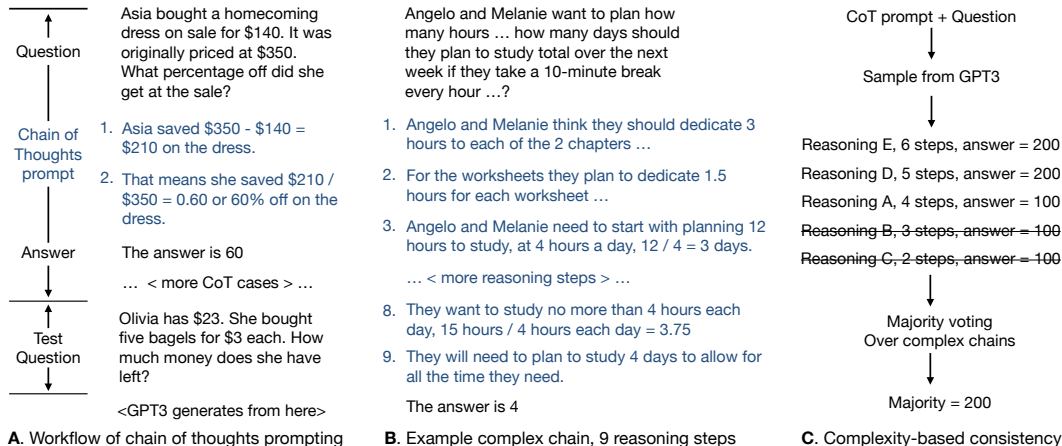 Question
Chain of
Thoughts
prompt
Answer
Test
Question
Asia bought a homecoming
dress on sale for $140. It was
originally priced at $350.
What percentage off did she
get at the sale?
1. Asia saved $350 - $140 =
$210 on the dress.
2. That means she saved $210 /
$350 = 0.60 or 60% off on the
dress.
The answer is 60
… < more CoT cases > …
Olivia has $23. She bought
five bagels for $3 each. How
much money does she have
left?
<GPT3 generates from here>
A. Workflow of chain of thoughts prompting
Angelo and Melanie want to plan how
many hours … how many days should
they plan to study total over the next
week if they take a 10-minute break
every hour …?
1. Angelo and Melanie think they should dedicate 3
hours to each of the 2 chapters …
2. For the worksheets they plan to dedicate 1.5
hours for each worksheet …
3. Angelo and Melanie need to start with planning 12
hours to study, at 4 hours a day, 12 / 4 = 3 days.
… < more reasoning steps > …
8. They want to study no more than 4 hours each
day, 15 hours / 4 hours each day = 3.75
9. They will need to plan to study 4 days to allow for
all the time they need.
The answer is 4
B. Example complex chain, 9 reasoning steps
CoT prompt + Question
Sample from GPT3
Reasoning E, 6 steps, answer = 200
Reasoning D, 5 steps, answer = 200
Reasoning A, 4 steps, answer = 100
Reasoning B, 3 steps, answer = 100
Reasoning C, 2 steps, answer = 100
Majority voting
Over complex chains
Majority = 200
C. Complexity-based consistency